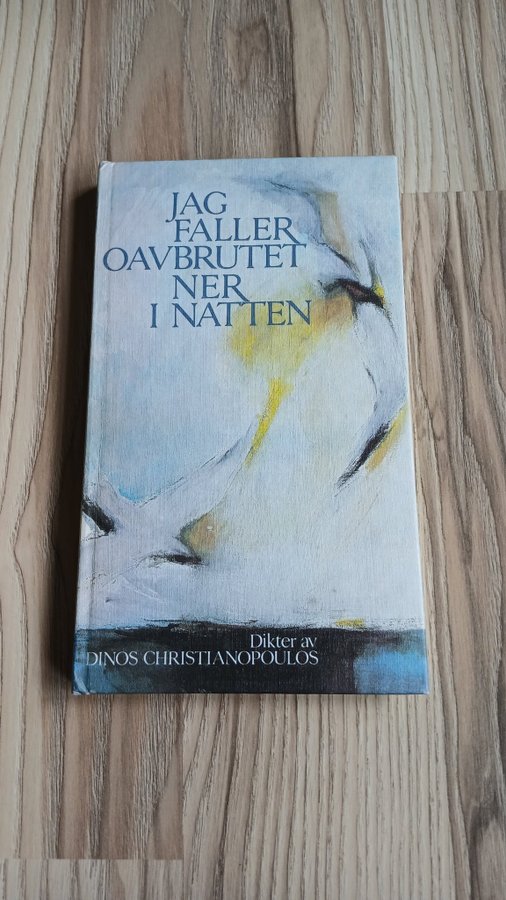 JAG
FALLER
OAVBRUTET
NER
I NATTEN
Dikter av
DINOS CHRISTIANOPOULOS